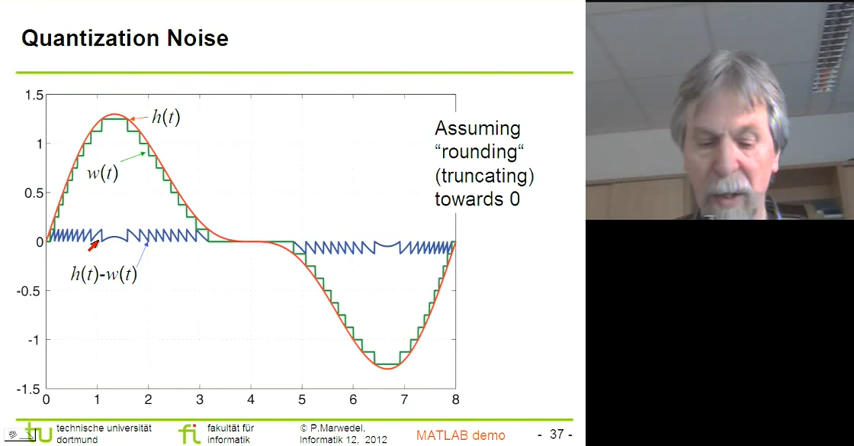 Quantization Noise
1.5
1
0.5
0
-0.5
-1
-1.5
h(t)
w(t)
h(t)-w(t)
0 1 2 3 4 5 6 7 8
Assuming
“rounding“
(truncating)
towards 0
tu technische universität
dortmund
fi fakultät für
informatik
© P.Marwedel,
Informatik 12, 2012
MATLAB demo
- 37 -